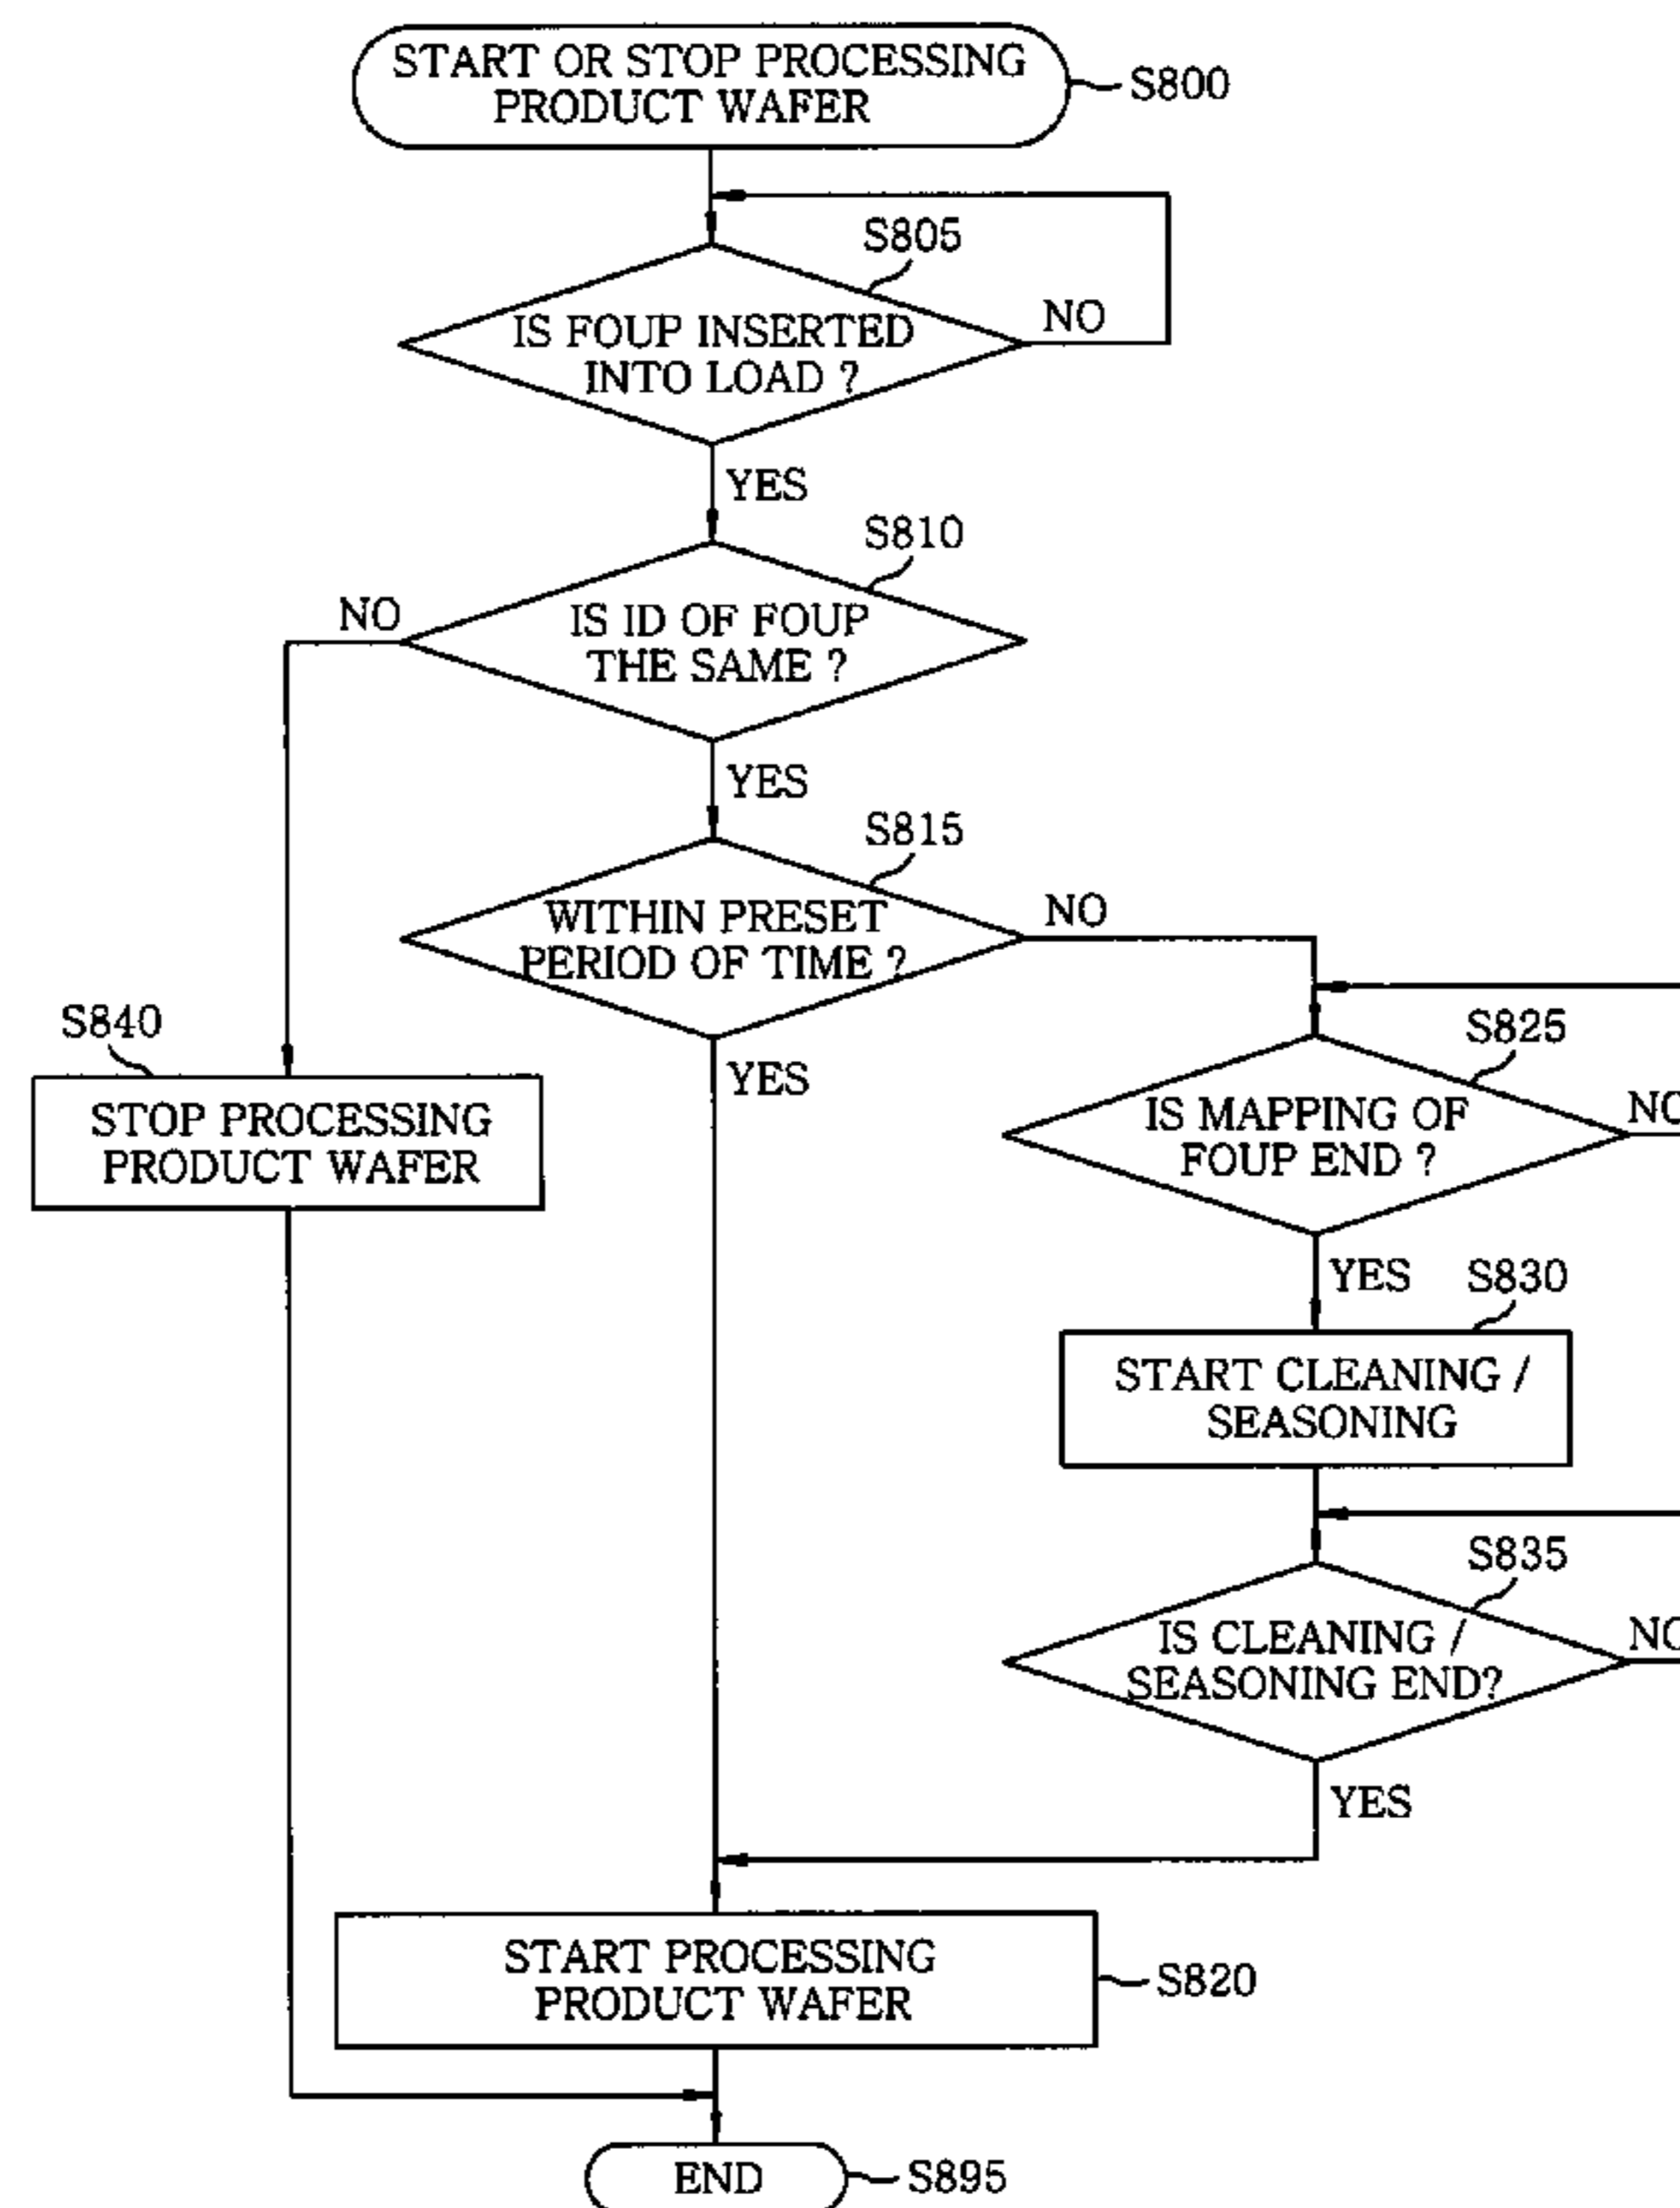 START OR STOP PROCESSING
PRODUCT WAFER
S800
S805
IS FOUP INSERTED
INTO LOAD ?
NO
YES
S810
IS ID OF FOUP
THE SAME ?
NO
YES
S815
WITHIN PRESET
PERIOD OF TIME ?
NO
YES
S840
STOP PROCESSING
PRODUCT WAFER
S825
IS MAPPING OF
FOUP END ?
NO
YES
S830
START CLEANING /
SEASONING
S835
IS CLEANING /
SEASONING END?
NO
YES
START PROCESSING
PRODUCT WAFER
S820
END
S895